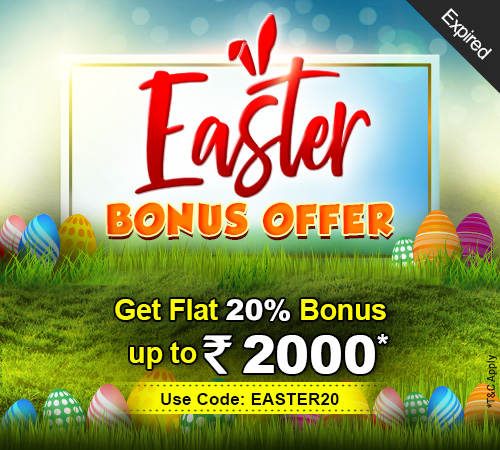 Expired
Easter
BONUS OFFER
Get Flat 20% Bonus
up to ₹ 2000*
*T&C Apply
Use Code: EASTER20